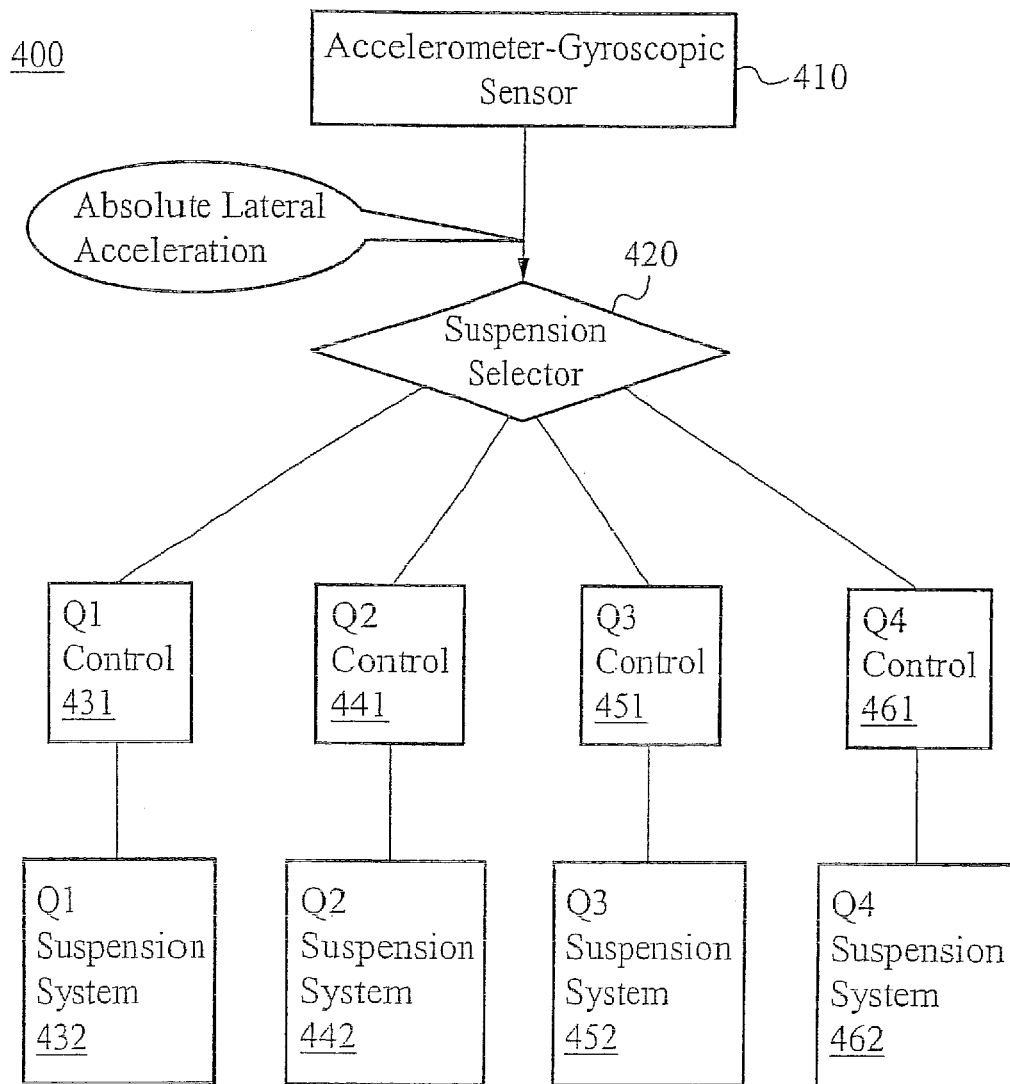 400
Accelerometer-Gyroscopic
Sensor
410
Absolute Lateral
Acceleration
420
Suspension
Selector
Q1
Control
431
Q2
Control
441
Q3
Control
451
Q4
Control
461
Q1
Suspension
System
432
Q2
Suspension
System
442
Q3
Suspension
System
452
Q4
Suspension
System
462